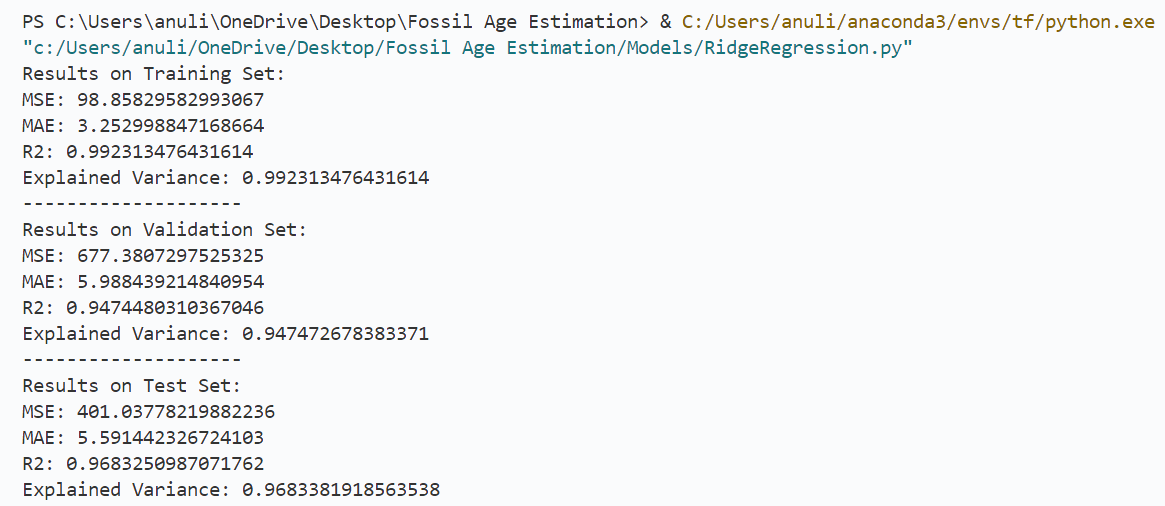 PS C:\Users\anuli\OneDrive\Desktop\Fossil Age Estimation> & C:/Users/anuli/anaconda3/envs/tf/python.exe
"c:/Users/anuli/OneDrive/Desktop/Fossil Age Estimation/Models/RidgeRegression.py"
Results on Training Set:
MSE: 98.85829582993067
MAE: 3.252998847168664
R2: 0.992313476431614
Explained Variance: 0.992313476431614
--------------------
Results on Validation Set:
MSE: 677.3807297525325
MAE: 5.988439214840954
R2: 0.9474480310367046
Explained Variance: 0.947472678383371
--------------------
Results on Test Set:
MSE: 401.03778219882236
MAE: 5.591442326724103
R2: 0.9683250987071762
Explained Variance: 0.9683381918563538